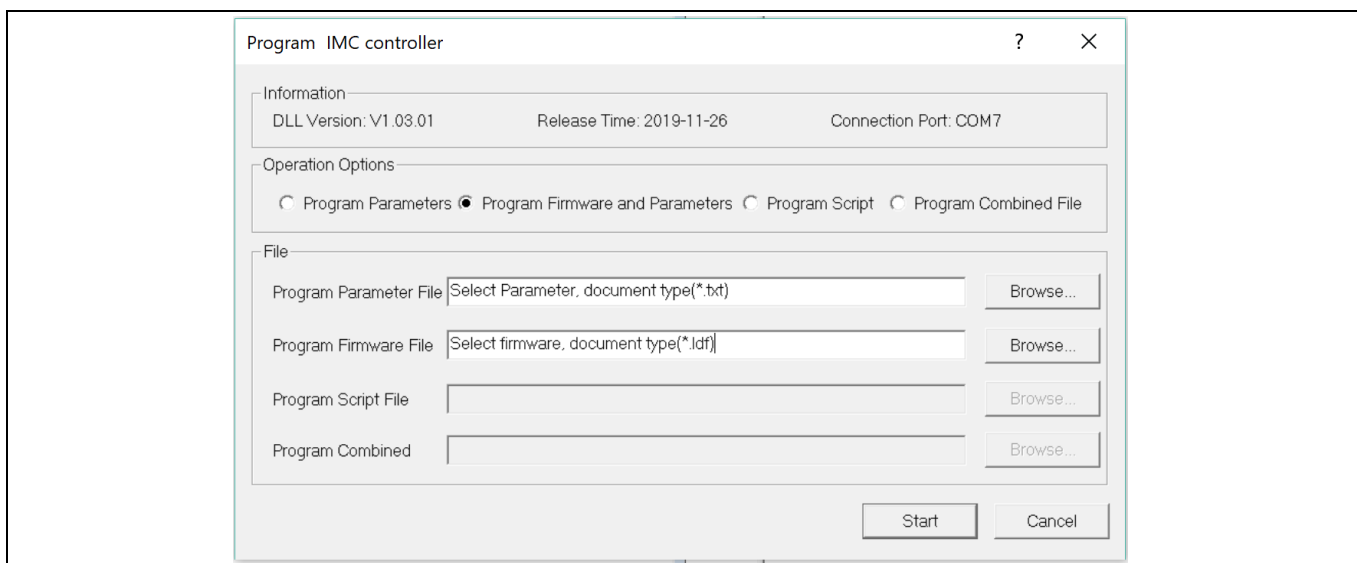 Program  IMC controller ?
Information
DLL Version: V1.03.01 Release Time: 2019-11-26 Connection Port: COM7
Operation Options
Program Parameters Program Firmware and Parameters Program Script Program Combined File
File
Program Parameter File Select Parameter, document type(*.txt) Browse...
Program Firmware File Select firmware, document type(*.ldf) Browse...
Program Script File Browse...
Program Combined Browse...
Start Cancel